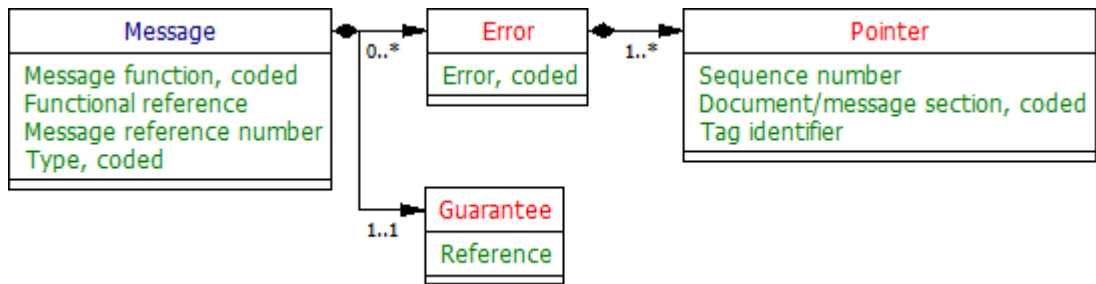 Message
Message function, coded
Functional reference
Message reference number
Type, coded
0..*
Error
Error, coded
1..*
Pointer
Sequence number
Document/message section, coded
Tag identifier
1..1
Guarantee
Reference